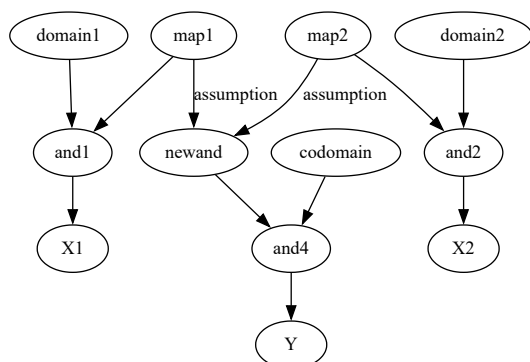 domain1
map1
map2
domain2
assumption
assumption
and1
newand
codomain
and2
X1
and4
X2
Y